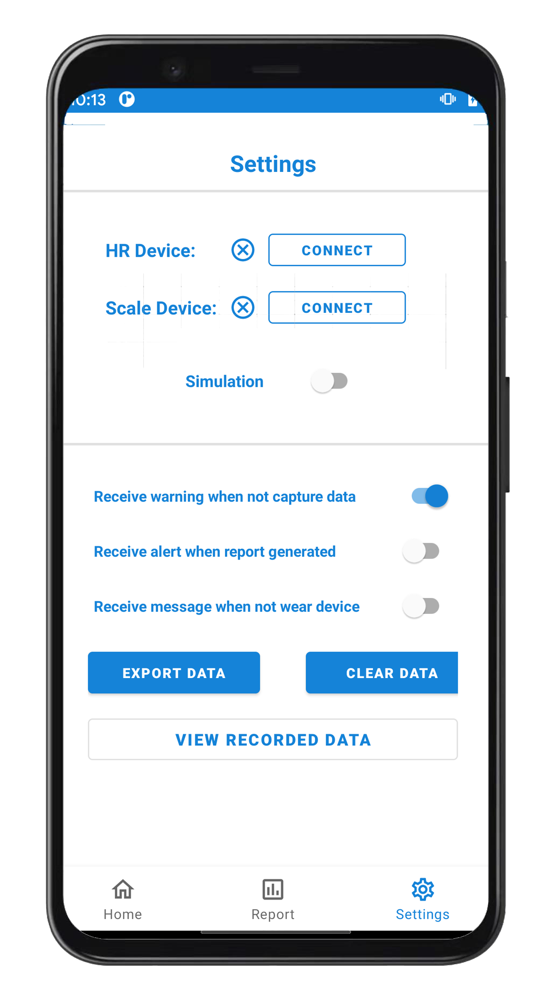 10:13
Settings
HR Device: CONNECT
Scale Device: CONNECT
Simulation
Receive warning when not capture data
Receive alert when report generated
Receive message when not wear device
EXPORT DATA CLEAR DATA
VIEW RECORDED DATA
Home Report Settings